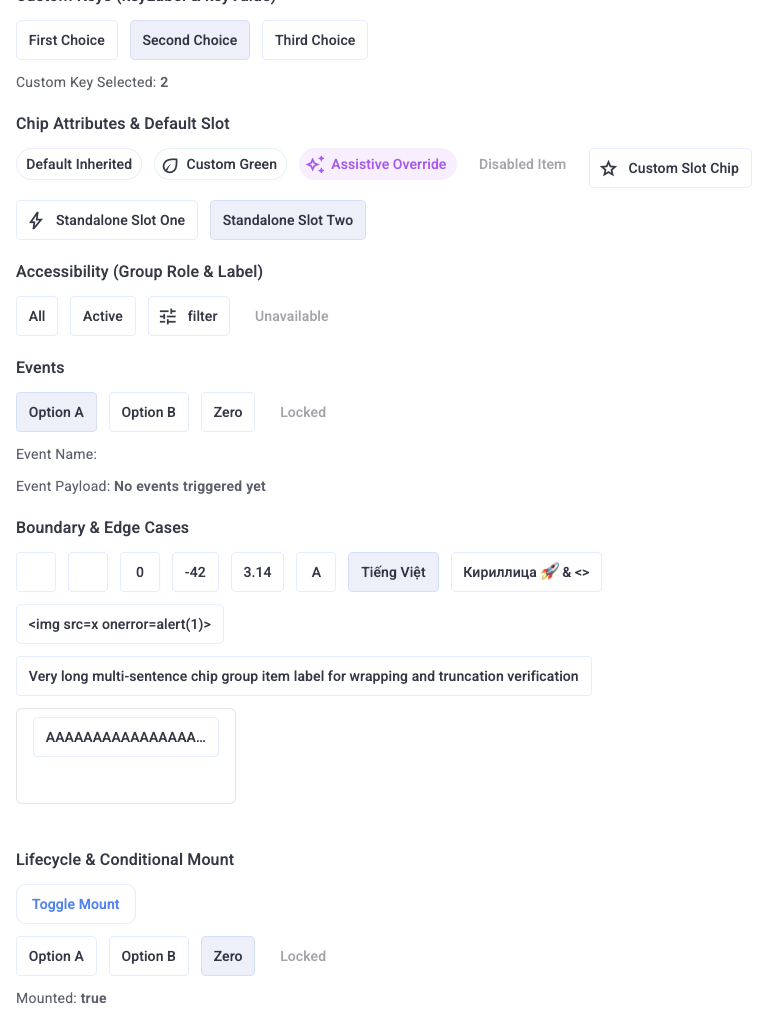 Custom Keys (keyLabel & keyValue)
First Choice Second Choice Third Choice
Custom Key Selected: 2
Chip Attributes & Default Slot
Default Inherited Custom Green Assistive Override Disabled Item Custom Slot Chip
Standalone Slot One Standalone Slot Two
Accessibility (Group Role & Label)
All Active filter Unavailable
Events
Option A Option B Zero Locked
Event Name:
Event Payload: No events triggered yet
Boundary & Edge Cases
0 -42 3.14 A Tiếng Việt Кириллица 🚀 & <>
<img src=x onerror=alert(1)>
Very long multi-sentence chip group item label for wrapping and truncation verification
AAAAAAAAAAAAAAAA...
Lifecycle & Conditional Mount
Toggle Mount
Option A Option B Zero Locked
Mounted: true